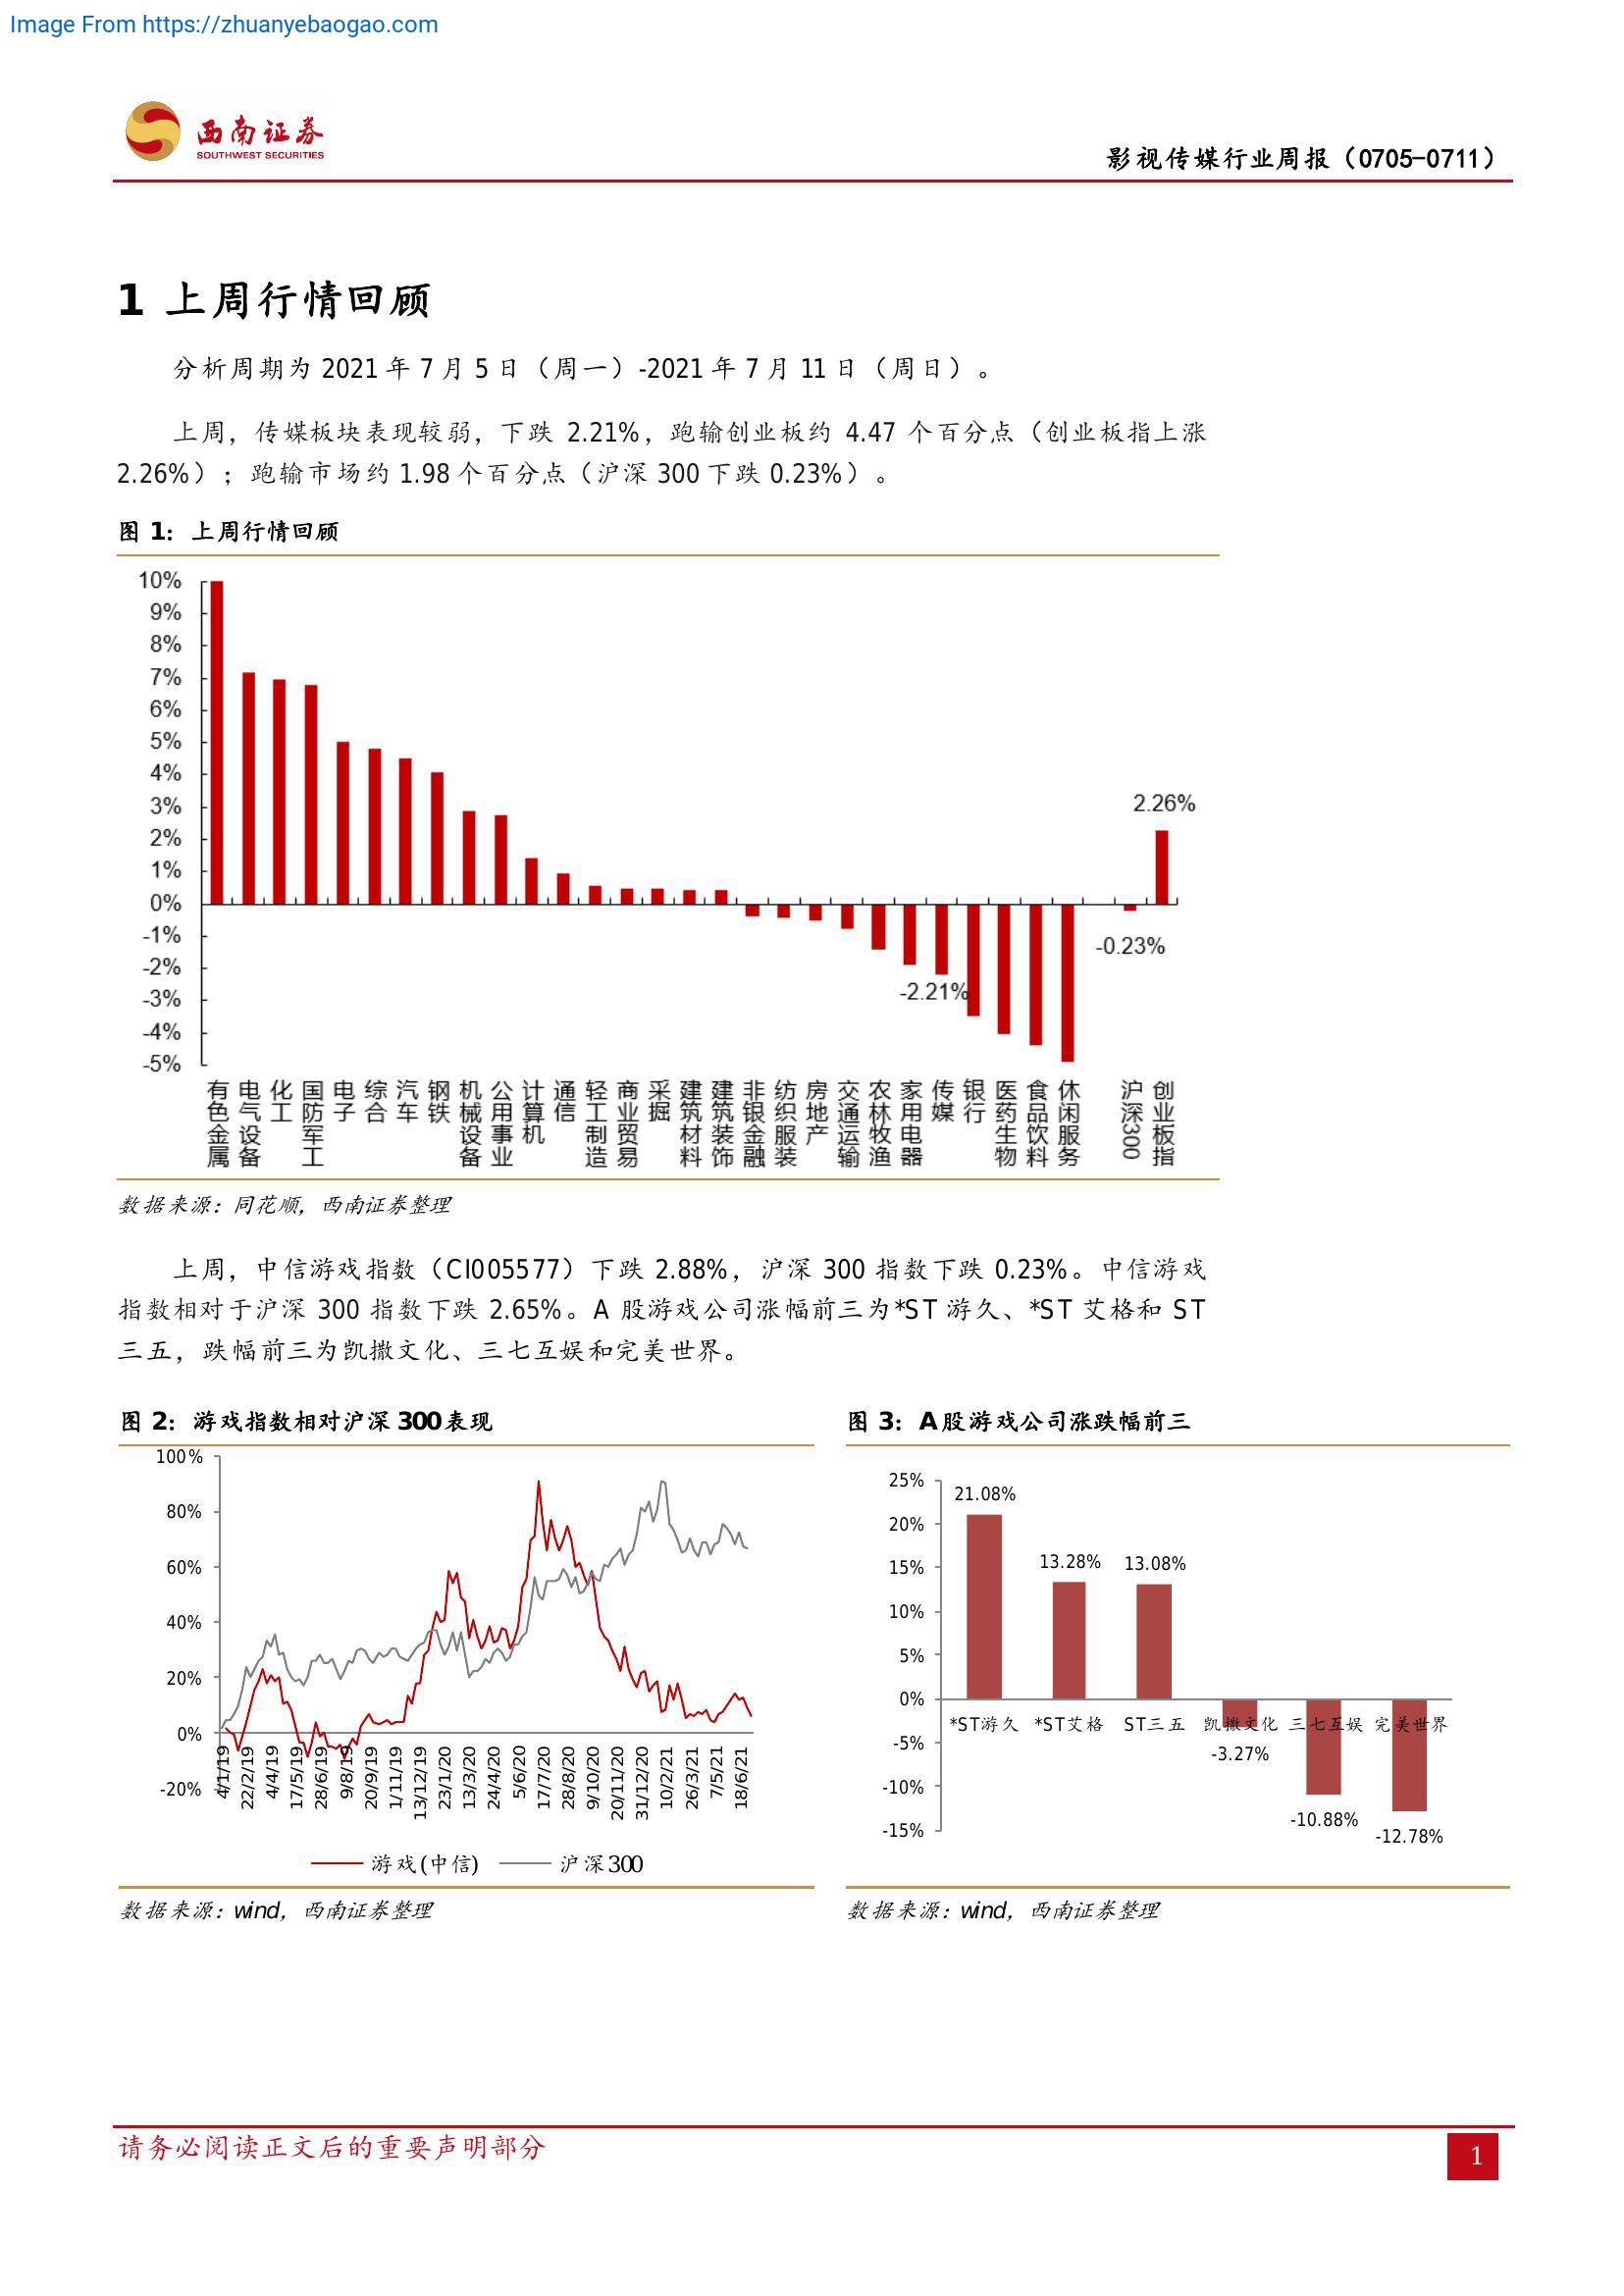 Image From https://zhuanyebaogao.com
西南证券
SOUTHWEST SECURITIES
影视传媒行业周报（0705-0711）
1 上周行情回顾
分析周期为 2021 年 7 月 5 日（周一）-2021 年 7 月 11 日（周日）。
上周，传媒板块表现较弱，下跌 2.21%，跑输创业板约 4.47 个百分点（创业板指上涨
2.26%）；跑输市场约 1.98 个百分点（沪深 300 下跌 0.23%）。
图 1：上周行情回顾
10%
9%
8%
7%
6%
5%
4%
3%
2%
1%
0%
-1%
-2%
-3%
-4%
-5%
2.26%
-0.23%
-2.21%
有色金属
电气设备
化工
国防军工
电子
综合
汽车
钢铁
机械设备
公用事业
计算机
通信
轻工制造
商业贸易
采掘
建筑材料
建筑装饰
非银金融
纺织服装
房地产
交通运输
农林牧渔
家用电器
传媒
银行
医药生物
食品饮料
休闲服务
沪深300
创业板指
数据来源：同花顺，西南证券整理
上周，中信游戏指数（CI005577）下跌 2.88%，沪深 300 指数下跌 0.23%。中信游戏
指数相对于沪深 300 指数下跌 2.65%。A 股游戏公司涨幅前三为*ST 游久、*ST 艾格和 ST
三五，跌幅前三为凯撒文化、三七互娱和完美世界。
图 2：游戏指数相对沪深 300表现
100%
80%
60%
40%
20%
0%
-20%
4/1/19
22/2/19
4/4/19
17/5/19
28/6/19
9/8/19
20/9/19
1/11/19
13/12/19
23/1/20
13/3/20
24/4/20
5/6/20
17/7/20
28/8/20
9/10/20
20/11/20
31/12/20
10/2/21
26/3/21
7/5/21
18/6/21
游戏(中信)
沪深300
数据来源：wind，西南证券整理
图 3：A股游戏公司涨跌幅前三
25%
20%
15%
10%
5%
0%
-5%
-10%
-15%
21.08%
13.28%
13.08%
*ST游久
*ST艾格
ST三五
凯撒文化
三七互娱
完美世界
-3.27%
-10.88%
-12.78%
数据来源：wind，西南证券整理
请务必阅读正文后的重要声明部分
1